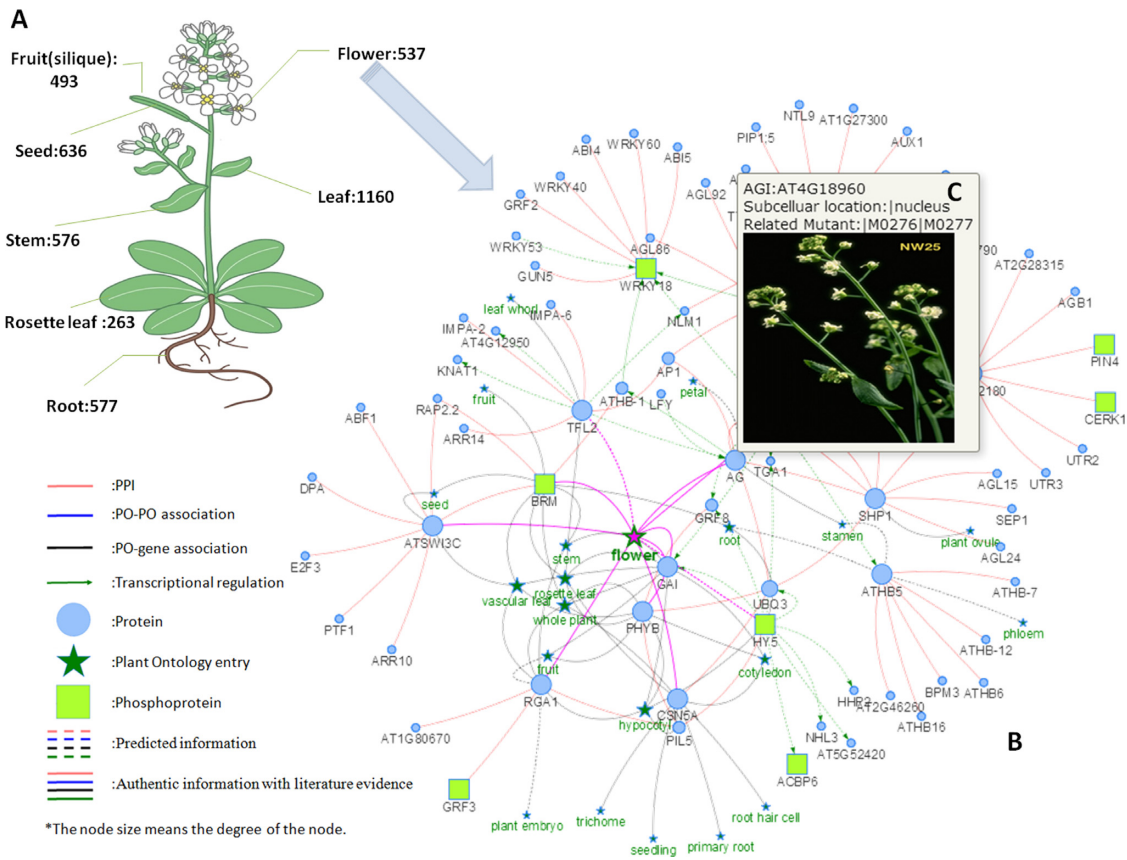 A
Fruit(silique):
493
Flower:537
Seed:636
Leaf:1160
Stem:576
Rosette leaf :263
Root:577
:PPI
:PO-PO association
:PO-gene association
:Transcriptional regulation
:Protein
:Plant Ontology entry
:Phosphoprotein
:Predicted information
:Authentic information with literature evidence
*The node size means the degree of the node.
C
AGI:AT4G18960
Subcelluar location:|nucleus
Related Mutant:|M0276|M0277
NW25
NTL9
AT1G27300
PIP1;5
AUX1
WRKY60
ABI4
ABI5
WRKY40
AGL92
GRF2
WRKY53
AGL86
GUN5
WRKY18
AT2G28315
AGB1
leaf whorl
IMPA-6
NLM1
IMPA-2
AT4G12950
PIN4
KNAT1
AP1
petal
fruit
ATHB-1
LFY
2180
CERK1
ABF1
RAP2.2
TFL2
ARR14
UTR2
AG
TGA1
UTR3
DPA
seed
BRM
AGL15
SHP1
SEP1
ATSWI3C
GRF8
root
stamen
plant ovule
AGL24
flower
stem
E2F3
GAI
ATHB5
ATHB-7
vascular leaf
rosette leaf
UBQ3
whole plant
PTF1
PHYB
HY5
phloem
ARR10
ATHB-12
fruit
cotyledon
ATHB6
BPM3
RGA1
AT2G46260
ATHB16
hypocotyl
CSN5A
NHL3
PIL5
AT5G52420
AT1G80670
B
ACBP6
GRF3
plant embryo
trichome
root hair cell
primary root
seedling